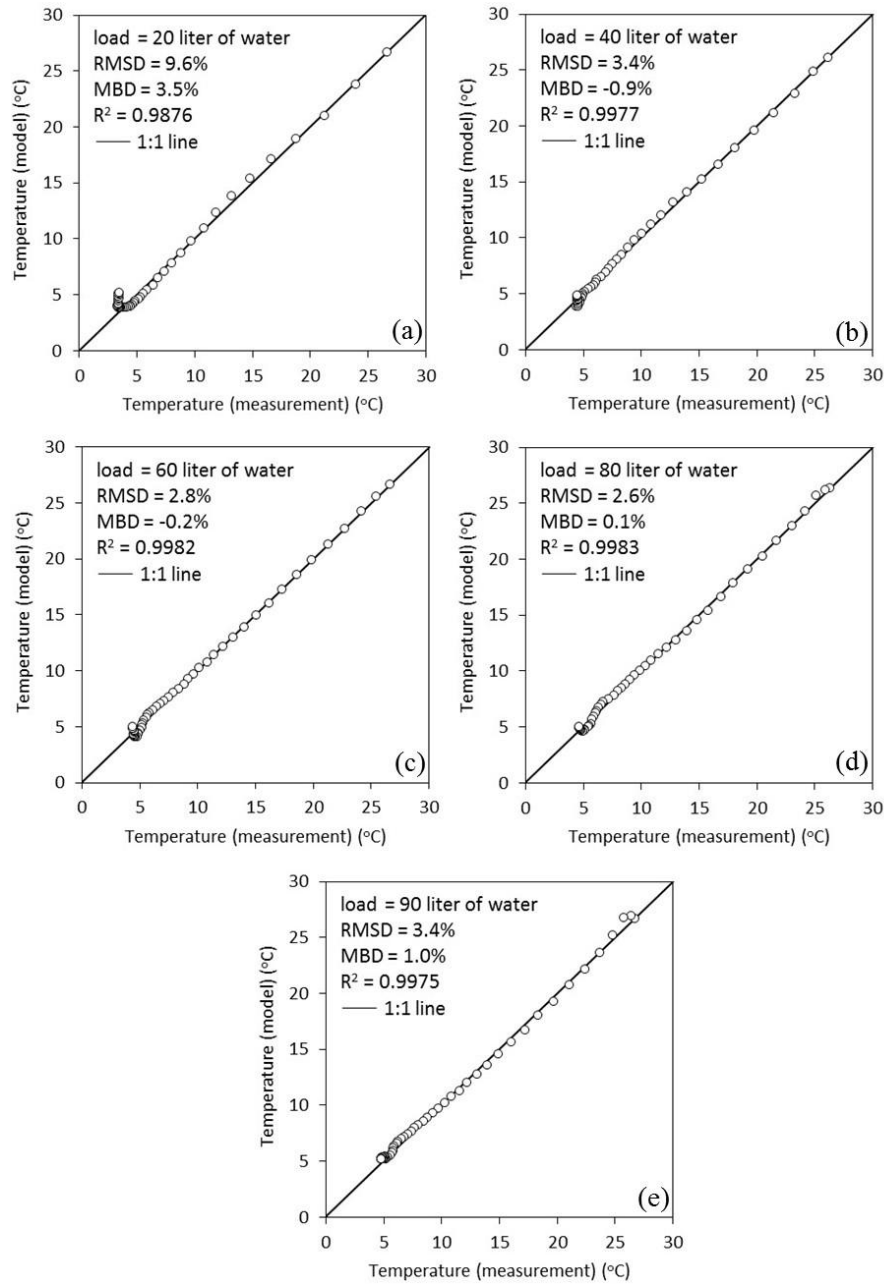 load = 20 liter of water
RMSD = 9.6%
MBD = 3.5%
R² = 0.9876
1:1 line
Temperature (model) (°C)
30
25
20
15
10
5
0
0 5 10 15 20 25 30
Temperature (measurement) (°C)
(a)
load = 40 liter of water
RMSD = 3.4%
MBD = -0.9%
R² = 0.9977
1:1 line
Temperature (model) (°C)
30
25
20
15
10
5
0
0 5 10 15 20 25 30
Temperature (measurement) (°C)
(b)
load = 60 liter of water
RMSD = 2.8%
MBD = -0.2%
R² = 0.9982
1:1 line
Temperature (model) (°C)
30
25
20
15
10
5
0
0 5 10 15 20 25 30
Temperature (measurement) (°C)
(c)
load = 80 liter of water
RMSD = 2.6%
MBD = 0.1%
R² = 0.9983
1:1 line
Temperature (model) (°C)
30
25
20
15
10
5
0
0 5 10 15 20 25 30
Temperature (measurement) (°C)
(d)
load = 90 liter of water
RMSD = 3.4%
MBD = 1.0%
R² = 0.9975
1:1 line
Temperature (model) (°C)
30
25
20
15
10
5
0
0 5 10 15 20 25 30
Temperature (measurement) (°C)
(e)